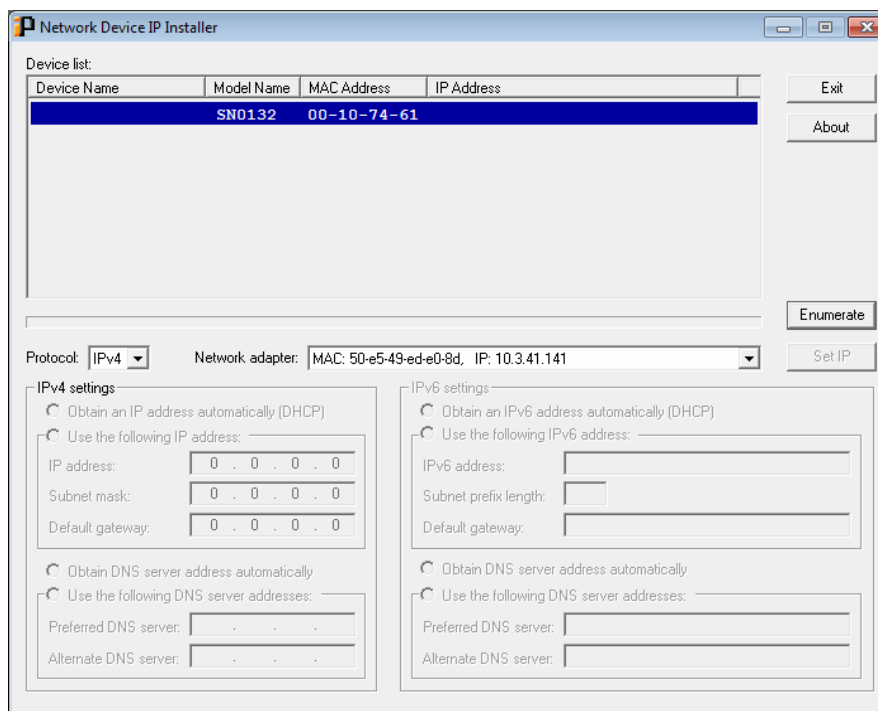 iP Network Device IP Installer
Device list:
Device Name Model Name MAC Address IP Address
SN0132 00-10-74-61
Exit
About
Enumerate
Protocol: IPv4 Network adapter: MAC: 50-e5-49-ed-e0-8d, IP: 10.3.41.141
Set IP
IPv4 settings
Obtain an IP address automatically (DHCP)
Use the following IP address:
IP address: 0 . 0 . 0 . 0
Subnet mask: 0 . 0 . 0 . 0
Default gateway: 0 . 0 . 0 . 0
Obtain DNS server address automatically
Use the following DNS server addresses:
Preferred DNS server: . . .
Alternate DNS server: . . .
IPv6 settings
Obtain an IPv6 address automatically (DHCP)
Use the following IPv6 address:
IPv6 address:
Subnet prefix length:
Default gateway:
Obtain DNS server address automatically
Use the following DNS server addresses:
Preferred DNS server:
Alternate DNS server: